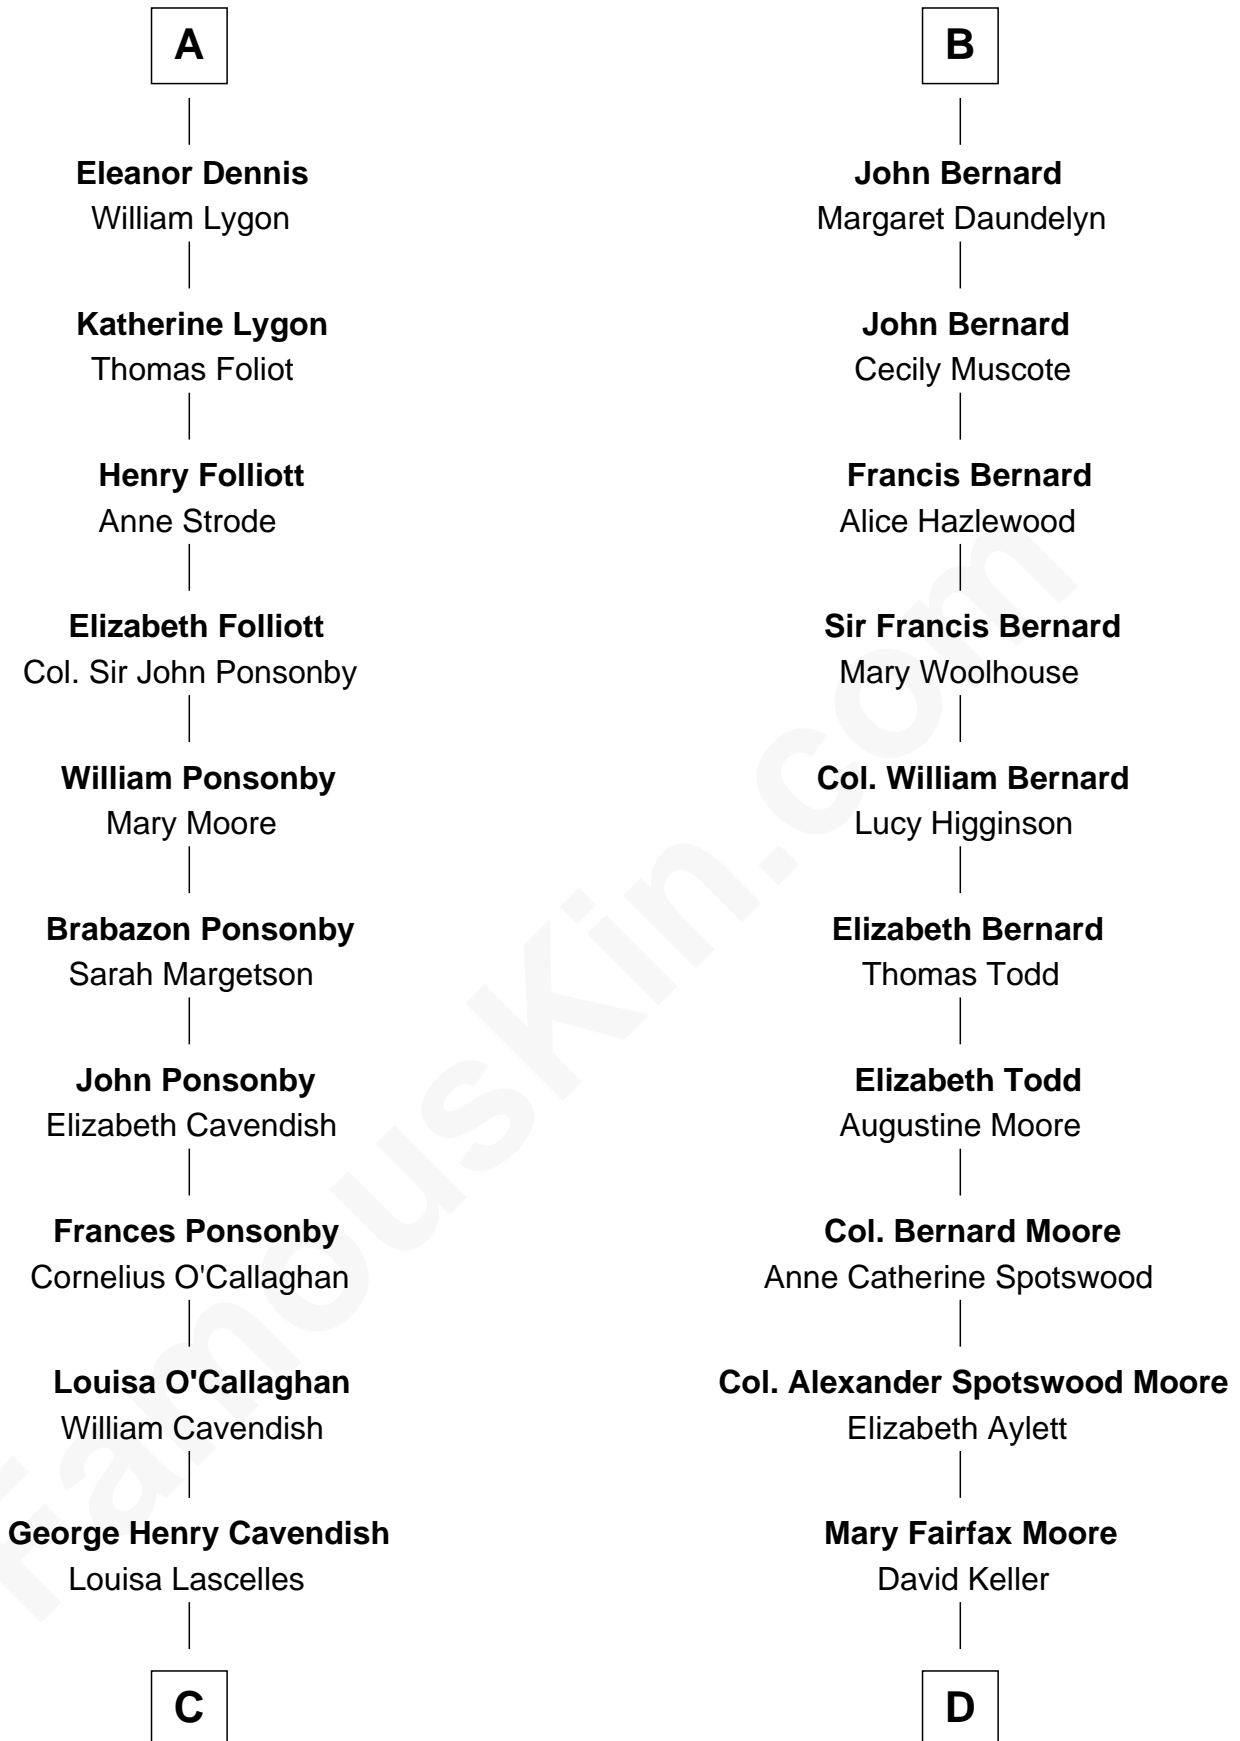 A
Eleanor Dennis
William Lygon
Katherine Lygon
Thomas Foliot
Henry Folliott
Anne Strode
Elizabeth Folliott
Col. Sir John Ponsonby
William Ponsonby
Mary Moore
Brabazon Ponsonby
Sarah Margetson
John Ponsonby
Elizabeth Cavendish
Frances Ponsonby
Cornelius O'Callaghan
Louisa O'Callaghan
William Cavendish
George Henry Cavendish
Louisa Lascelles
C
B
John Bernard
Margaret Daundelyn
John Bernard
Cecily Muscote
Francis Bernard
Alice Hazlewood
Sir Francis Bernard
Mary Woolhouse
Col. William Bernard
Lucy Higginson
Elizabeth Bernard
Thomas Todd
Elizabeth Todd
Augustine Moore
Col. Bernard Moore
Anne Catherine Spotswood
Col. Alexander Spotswood Moore
Elizabeth Aylett
Mary Fairfax Moore
David Keller
D
FamousKin.com